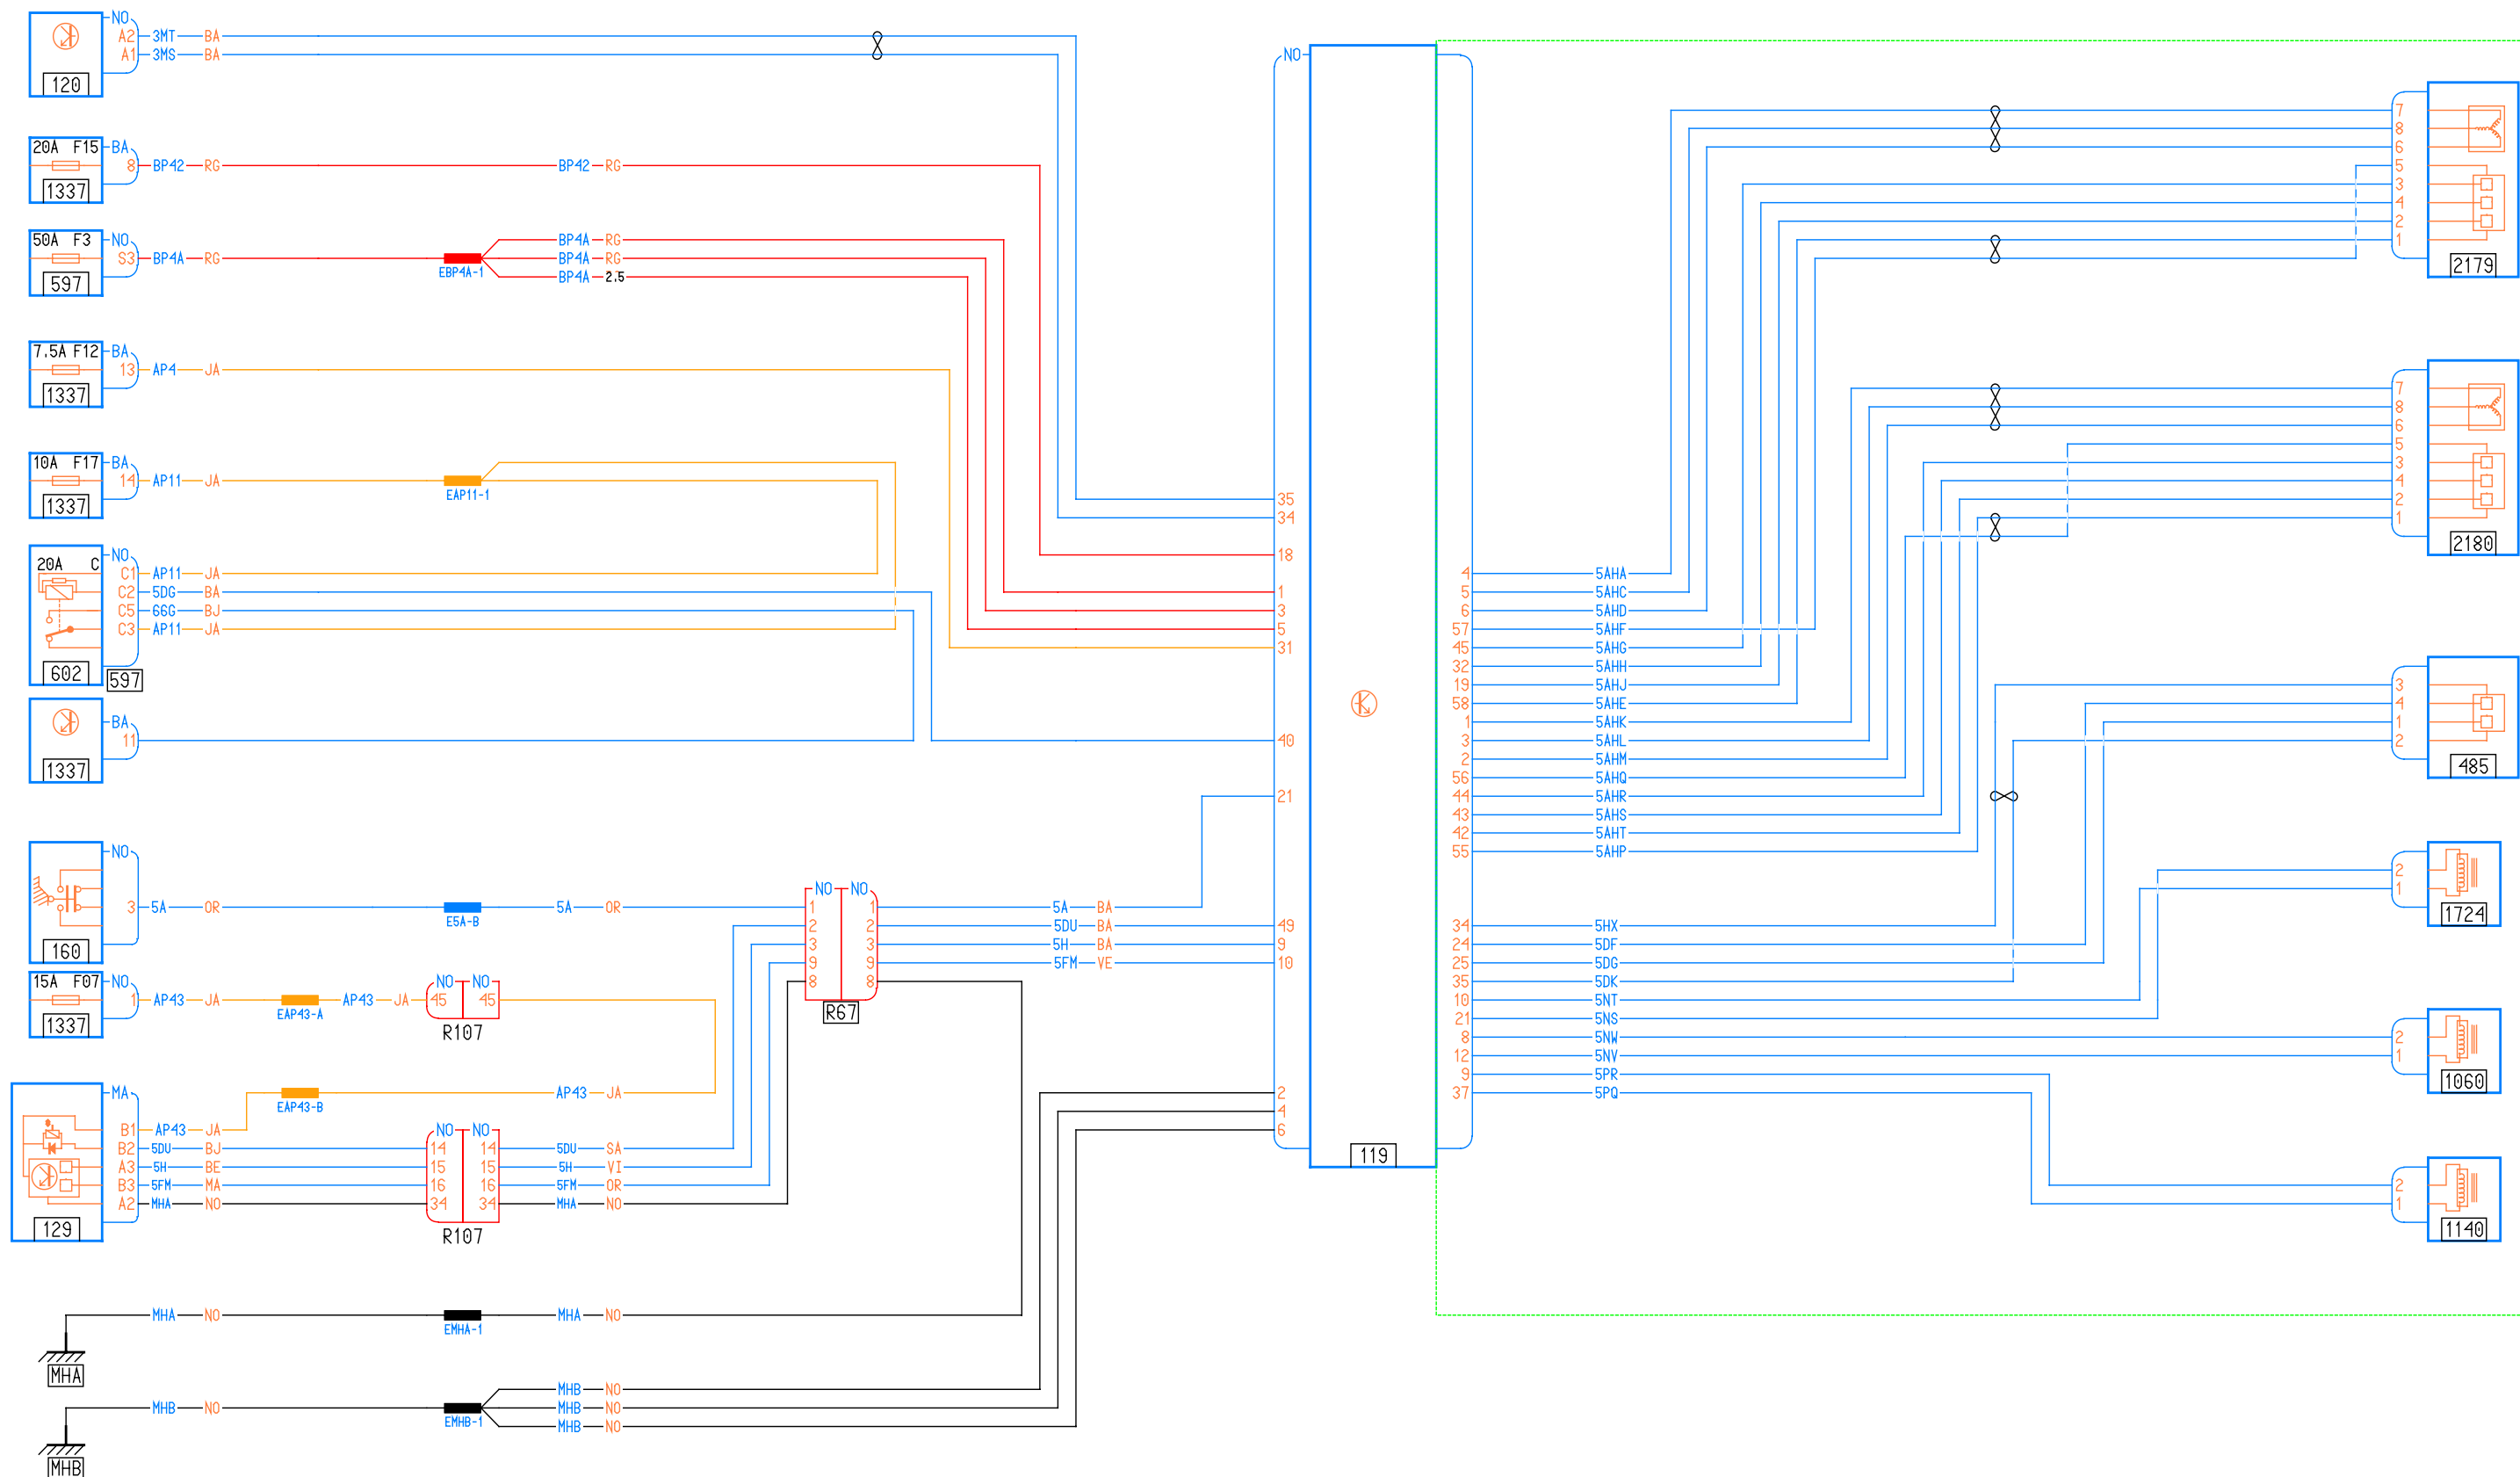 NO
A2 3MT BA
A1 3MS BA
120
20A F15 BA
8 BP42 RG BP42 RG
1337
50A F3 NO
BP4A RG
S3 BP4A RG EBP4A-1 BP4A RG
BP4A 2.5
597
7.5A F12 BA
13 AP4 JA
1337
10A F17 BA
14 AP11 JA EAP11-1
1337
20A C NO
C1 AP11 JA
C2 5DG BA
C5 66G BJ
C3 AP11 JA
602 597
BA
11
1337
NO
3 5A OR E5A-B 5A OR
160
15A F07 NO
1 AP43 JA EAP43-A AP43 JA
1337
NO NO
45 45
R107
MA
EAP43-B AP43 JA
B1 AP43 JA
B2 5DU BJ
A3 5H BE
B3 5FM MA
A2 MHA NO
129
NO NO
14 14 5DU SA
15 15 5H VI
16 16 5FM OR
34 34 MHA NO
R107
NO NO
1 1 5A BA
2 2 5DU BA
3 3 5H BA
9 9 5FM VE
8 8
R67
MHA NO EMHA-1 MHA NO
MHA
MHB NO
MHB NO EMHB-1 MHB NO
MHB NO
MHB
NO
35
34
18
1
3
5
31
40
21
49
9
10
2
4
6
119
4 5AHA
5 5AHC
6 5AHD
57 5AHF
45 5AHG
32 5AHH
19 5AHJ
58 5AHE
1 5AHK
3 5AHL
2 5AHM
56 5AHQ
44 5AHR
43 5AHS
42 5AHT
55 5AHP
34 5HX
24 5DF
25 5DG
35 5DK
10 5NT
21 5NS
8 5NW
12 5NV
9 5PR
37 5PQ
7
8
6
5
3
4
2
1
2179
7
8
6
5
3
4
2
1
2180
3
4
1
2
485
2
1
1724
2
1
1060
2
1
1140